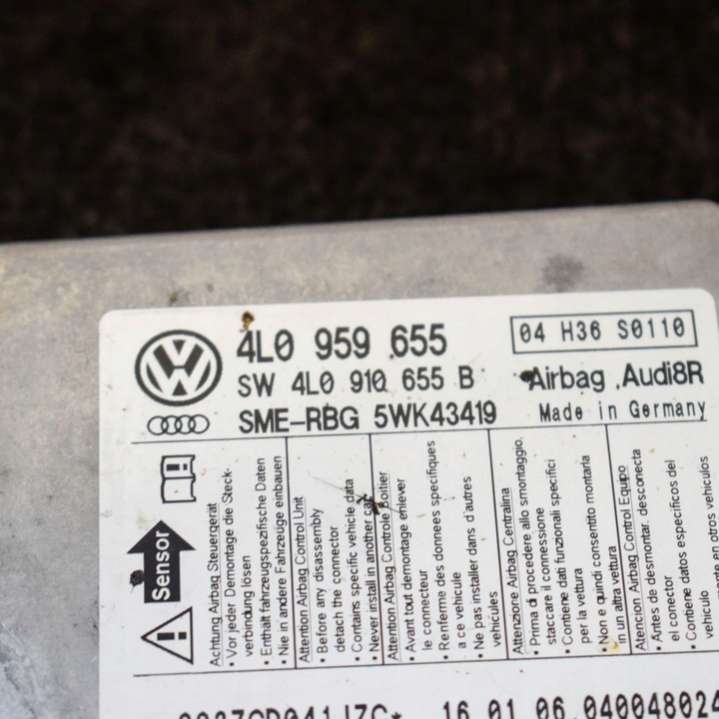 4L0 959 655
04 H36 S0110
SW 4L0 910 655 B
Airbag .Audi8R
SME-RBG 5WK43419
Made in Germany
Sensor
Achtung Airbag Steuergerät
• Vor jeder Demontage die Steck-
verbindung lösen
• Enthält fahrzeugspezifische Daten
• Nie in andere Fahrzeuge einbauen
Attention Airbag Control Unit
• Before any disassembly
detach the connector
• Contains specific vehicle data
• Never install in another car
Attention Airbag Controle Boitier
• Avant tout demontage enlever
le connecteur
• Renferme des donnees specifiques
a ce vehicule
• Ne pas installer dans d'autres
vehicules
Attenzione Airbag Centralina
• Prima di procedere allo smontaggio,
staccare il connessione
• Contiene dati funzionali specifici
per la vettura
• Non e quindi consentito montarla
in un altra vettura
Atencion Airbag Control Equipo
• Antes de desmontar, desconecta
el conector
• Contiene datos especificos del
vehiculo
en otros vehiculos
16.01.06 040048024